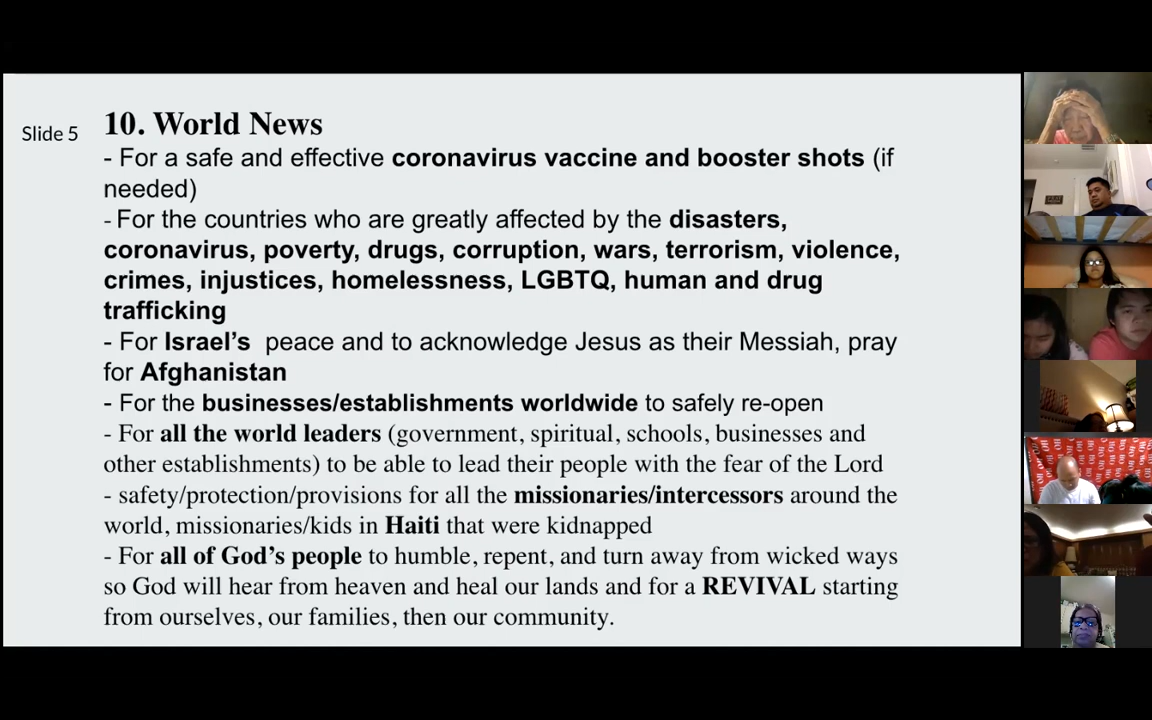 Slide 5
10. World News
- For a safe and effective coronavirus vaccine and booster shots (if
needed)
- For the countries who are greatly affected by the disasters,
coronavirus, poverty, drugs, corruption, wars, terrorism, violence,
crimes, injustices, homelessness, LGBTQ, human and drug
trafficking
- For Israel’s  peace and to acknowledge Jesus as their Messiah, pray
for Afghanistan
- For the businesses/establishments worldwide to safely re-open
- For all the world leaders (government, spiritual, schools, businesses and
other establishments) to be able to lead their people with the fear of the Lord
- safety/protection/provisions for all the missionaries/intercessors around the
world, missionaries/kids in Haiti that were kidnapped
- For all of God’s people to humble, repent, and turn away from wicked ways
so God will hear from heaven and heal our lands and for a REVIVAL starting
from ourselves, our families, then our community.